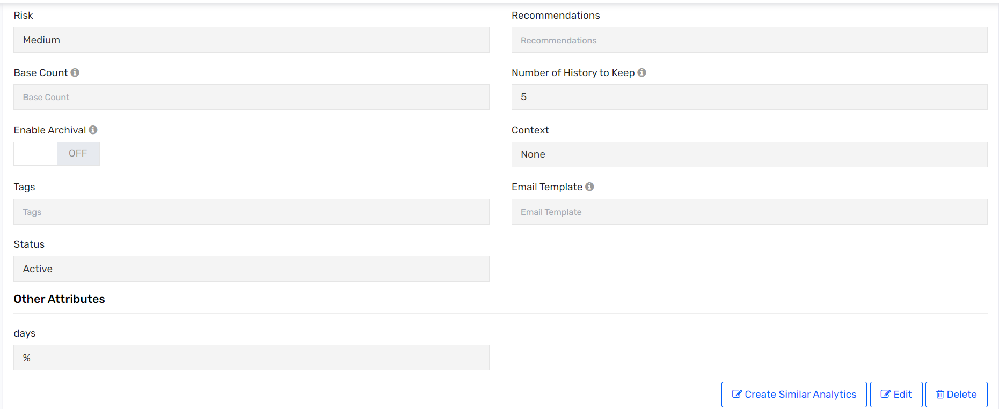 Risk
Recommendations
Medium
Recommendations
Base Count
Number of History to Keep
Base Count
5
Enable Archival
Context
OFF
None
Tags
Email Template
Tags
Email Template
Status
Active
Other Attributes
days
%
Create Similar Analytics
Edit
Delete